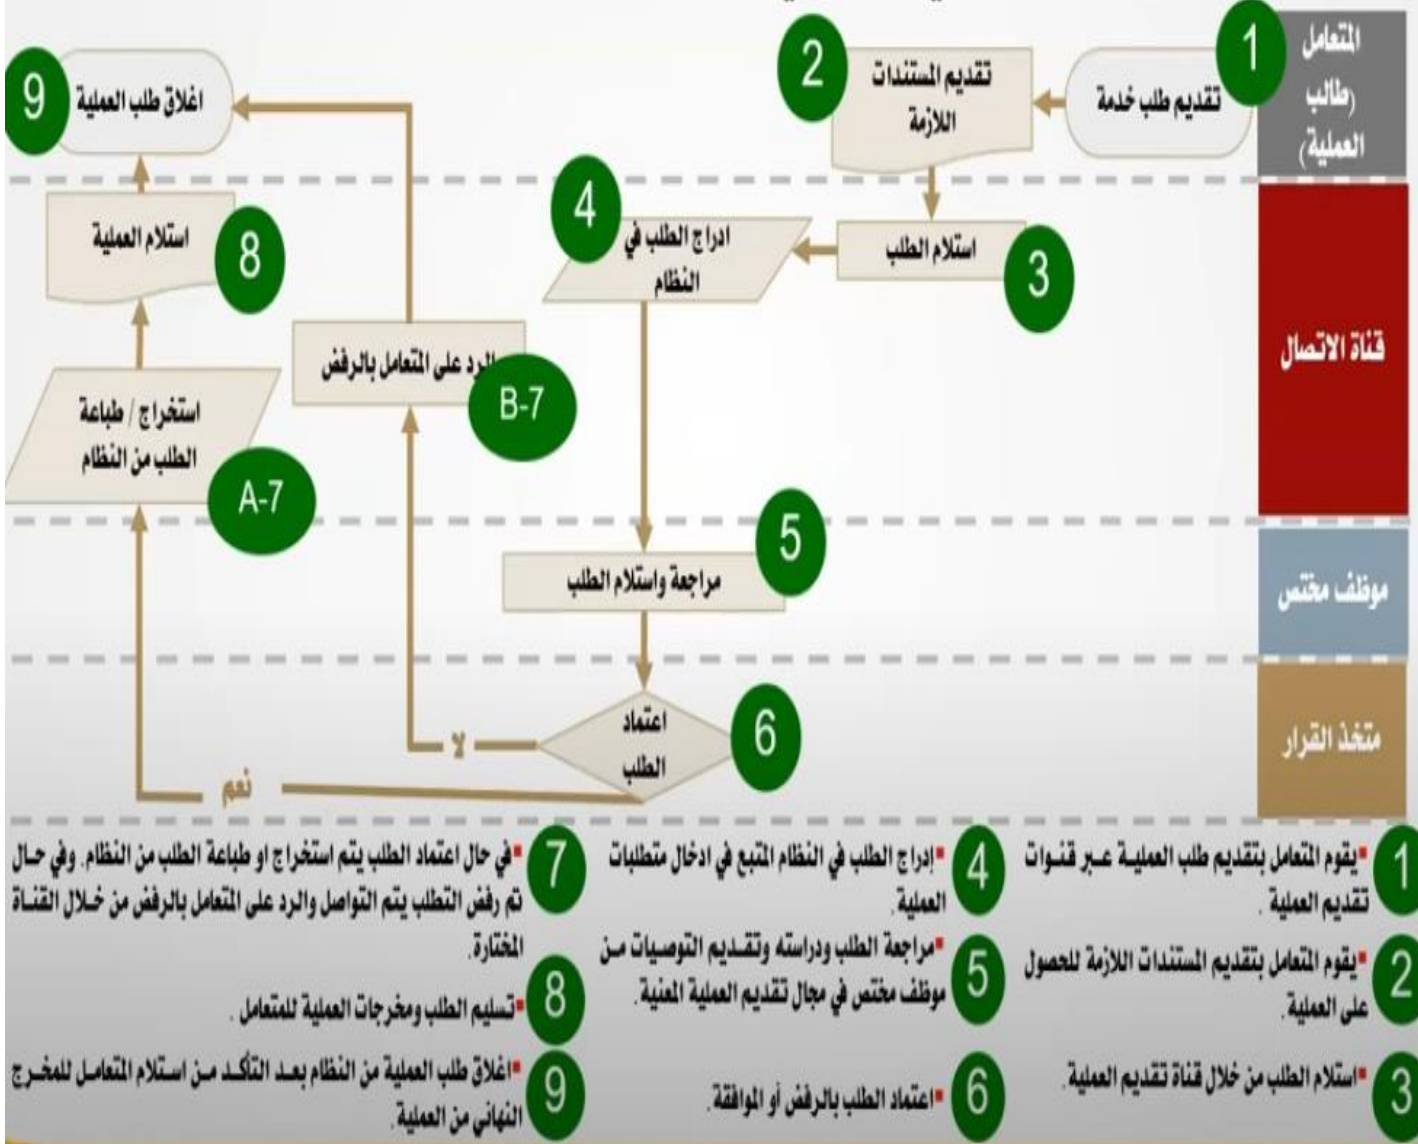 المتعامل
(طالب
العملية)
1
تقديم طلب خدمة
2
تقديم المستندات
اللازمة
9
اغلاق طلب العملية
قناة الاتصال
3
استلام الطلب
4
ادراج الطلب في
النظام
8
استلام العملية
B-7
الرد على المتعامل بالرفض
A-7
استخراج / طباعة
الطلب من النظام
موظف مختص
5
مراجعة واستلام الطلب
متخذ القرار
6
اعتماد
الطلب
لا
نعم
1
يقوم المتعامل بتقديم طلب العملية عبر قنوات
تقديم العملية .
2
يقوم المتعامل بتقديم المستندات اللازمة للحصول
على العملية.
3
استلام الطلب من خلال قناة تقديم العملية.
4
إدراج الطلب في النظام المتبع في ادخال متطلبات
العملية.
5
مراجعة الطلب ودراسته وتقديم التوصيات من
موظف مختص في مجال تقديم العملية المعنية.
6
اعتماد الطلب بالرفض أو الموافقة.
7
في حال اعتماد الطلب يتم استخراج او طباعة الطلب من النظام. وفي حال
تم رفض التطلب يتم التواصل والرد على المتعامل بالرفض من خلال القناة
المختارة.
8
تسليم الطلب ومخرجات العملية للمتعامل .
9
اغلاق طلب العملية من النظام بعد التأكد من استلام المتعامل للمخرج
النهائي من العملية.